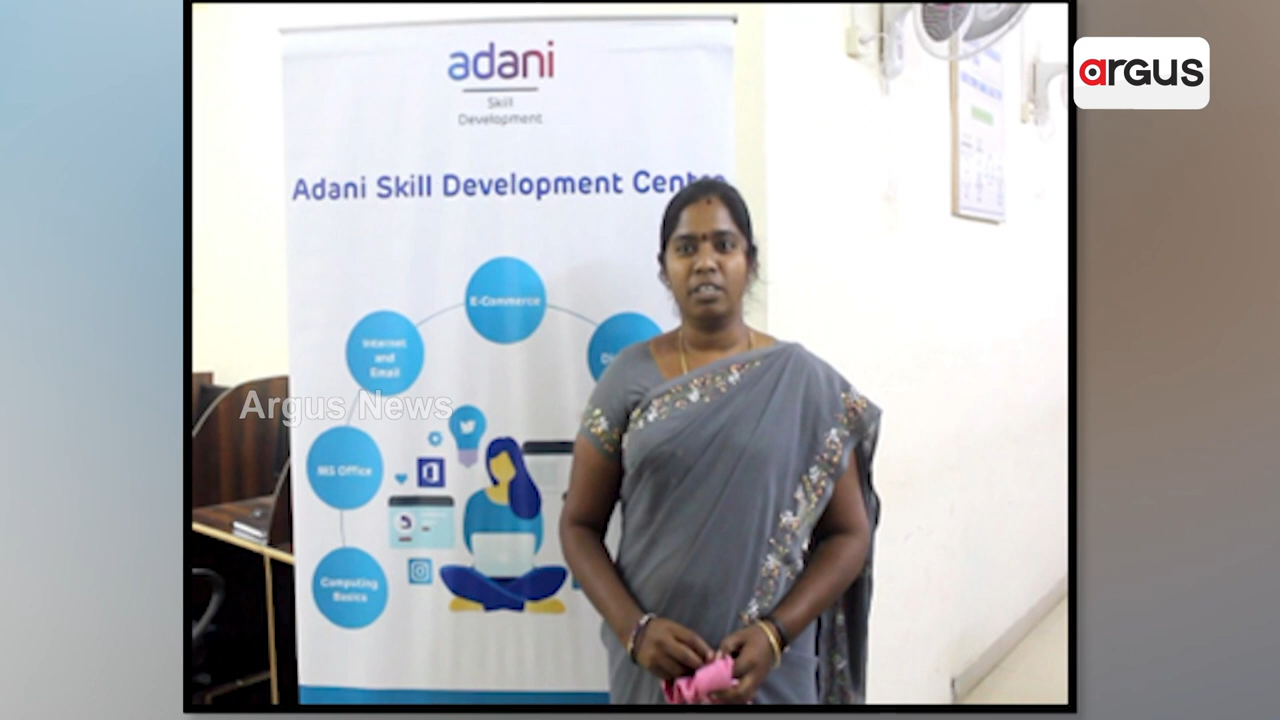 adani
Skill
Development
argus
Adani Skill Development Centre
E-Commerce
Internet
and
Email
Argus News
MS Office
Computing
Basics